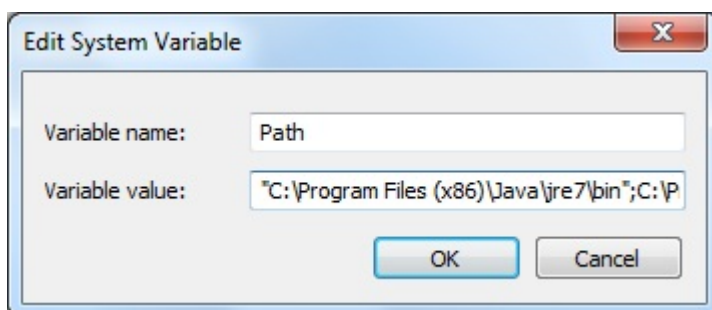 Edit System Variable
Variable name: Path
Variable value: "C:\Program Files (x86)\Java\jre7\bin";C:\P
OK Cancel